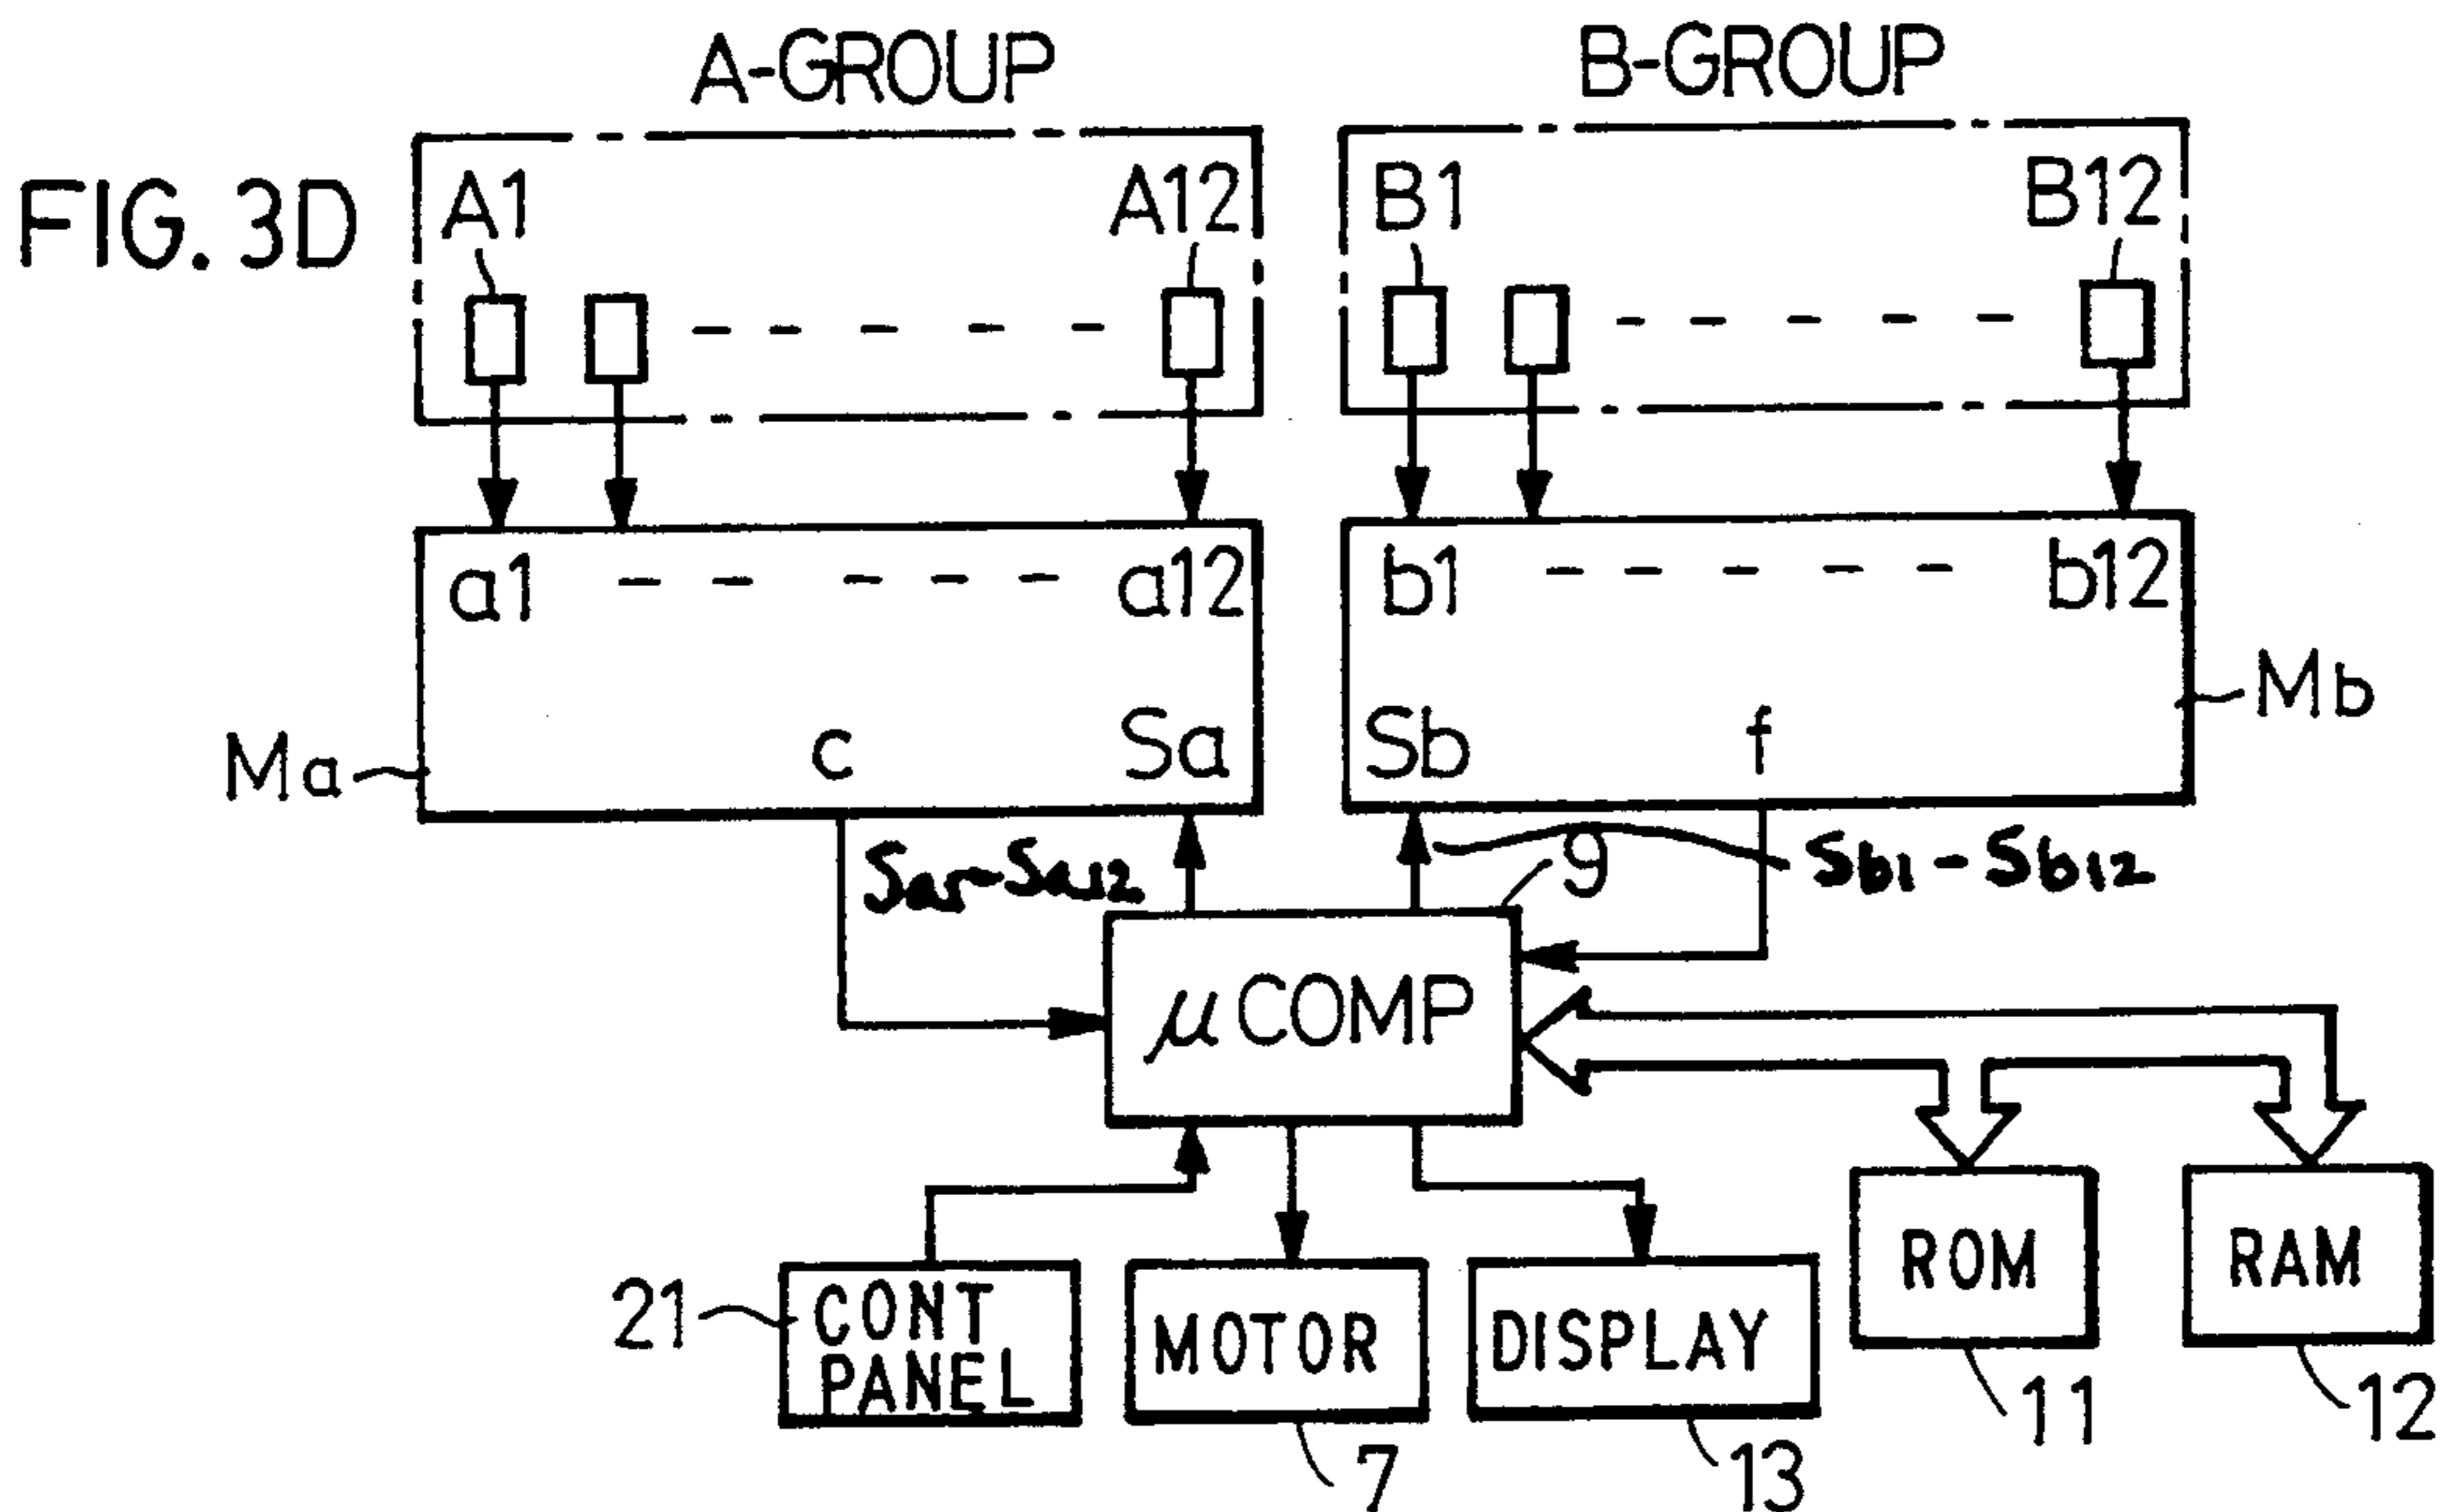 A-GROUP
B-GROUP
FIG. 3D
A1
A12
B1
B12
a1
a12
b1
b12
Ma
c
Sa
Sb
f
Mb
Sa1-Sa12
9
Sb1-Sb12
μCOMP
21
CONT
PANEL
MOTOR
DISPLAY
ROM
RAM
7
13
11
12